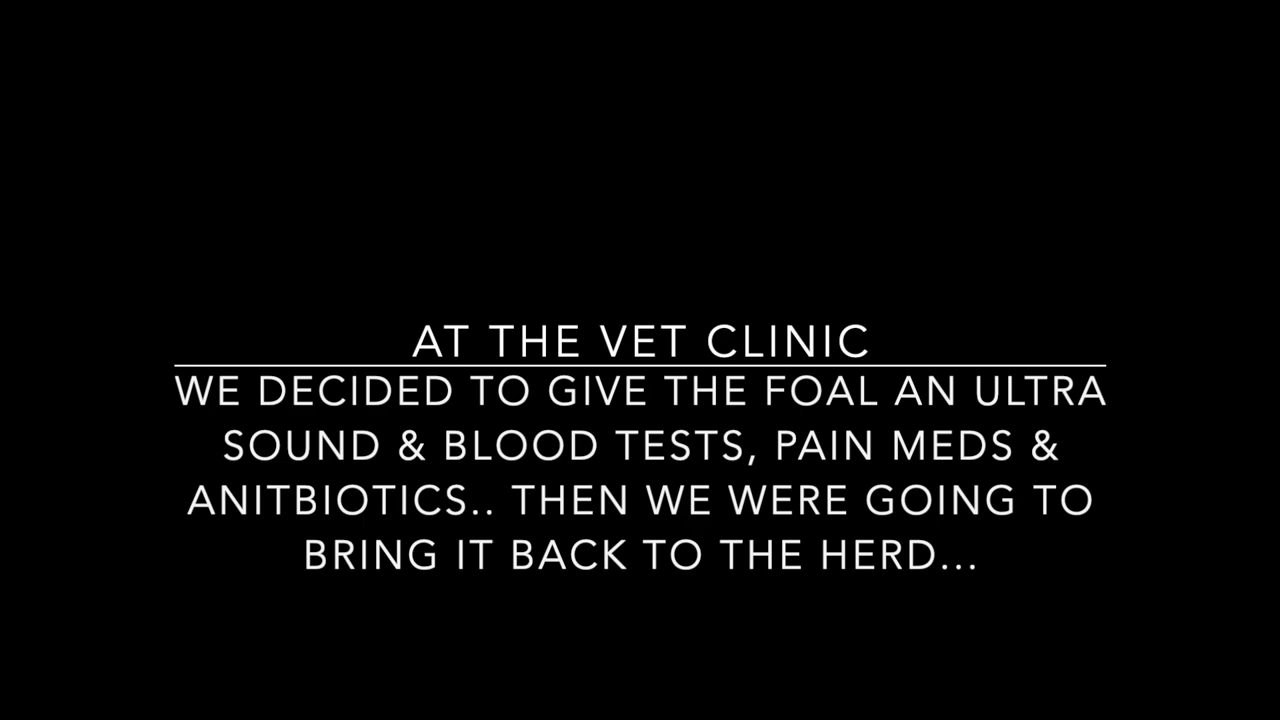 AT THE VET CLINIC
WE DECIDED TO GIVE THE FOAL AN ULTRA
SOUND & BLOOD TESTS, PAIN MEDS &
ANITBIOTICS.. THEN WE WERE GOING TO
BRING IT BACK TO THE HERD...